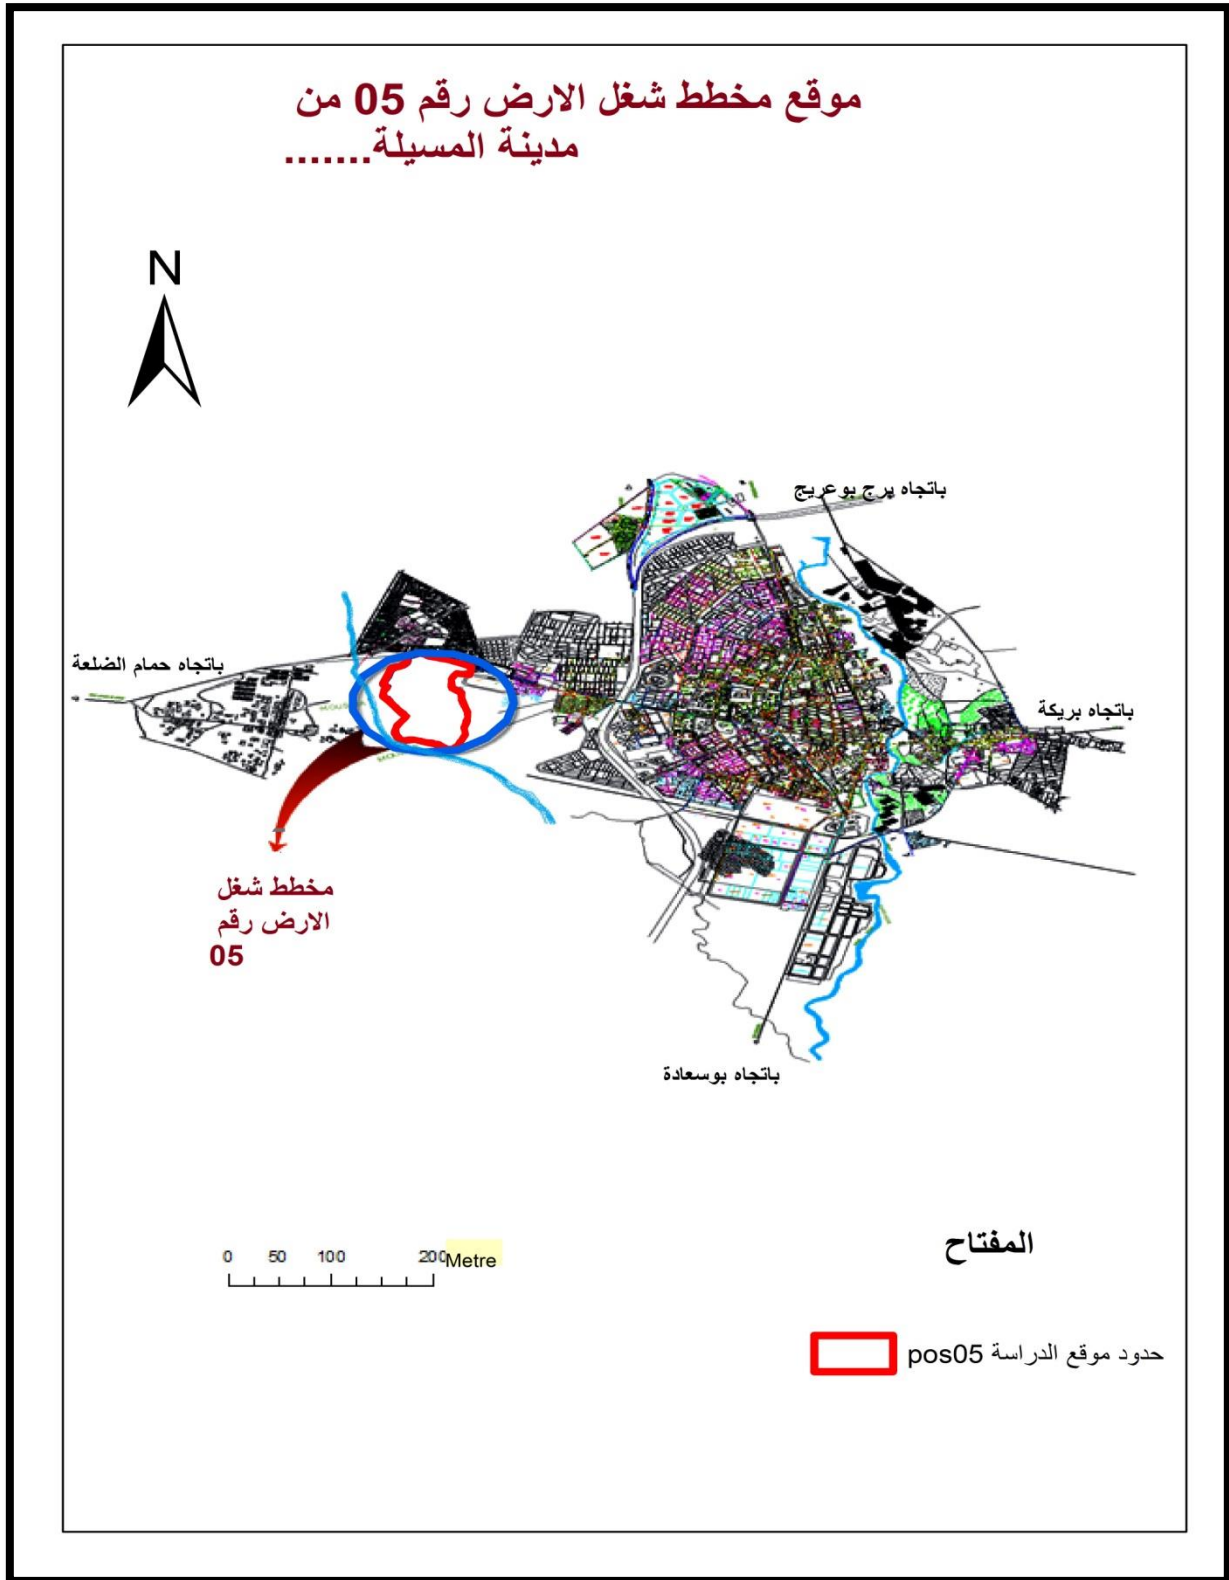 موقع مخطط شغل الارض رقم 05 من
مدينة المسيلة.......
N
باتجاه برج بوعريج
باتجاه حمام الضلعة
باتجاه بريكة
مخطط شغل
الارض رقم
05
باتجاه بوسعادة
المفتاح
0 50 100 200 Metre
حدود موقع الدراسة pos05